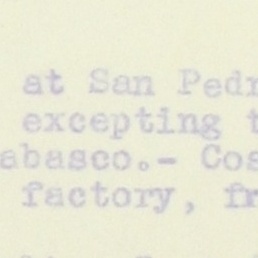 at San Pedr
excepting t
abasco.- Cos
factory, fr